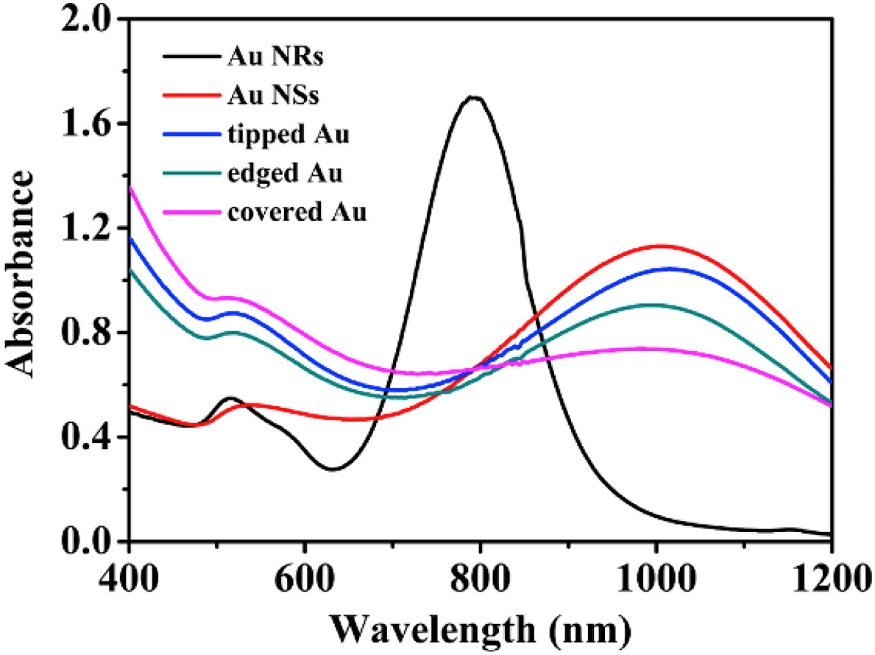 2.0
1.6
1.2
0.8
0.4
0.0
Absorbance
Au NRs
Au NSs
tipped Au
edged Au
covered Au
400 600 800 1000 1200
Wavelength (nm)